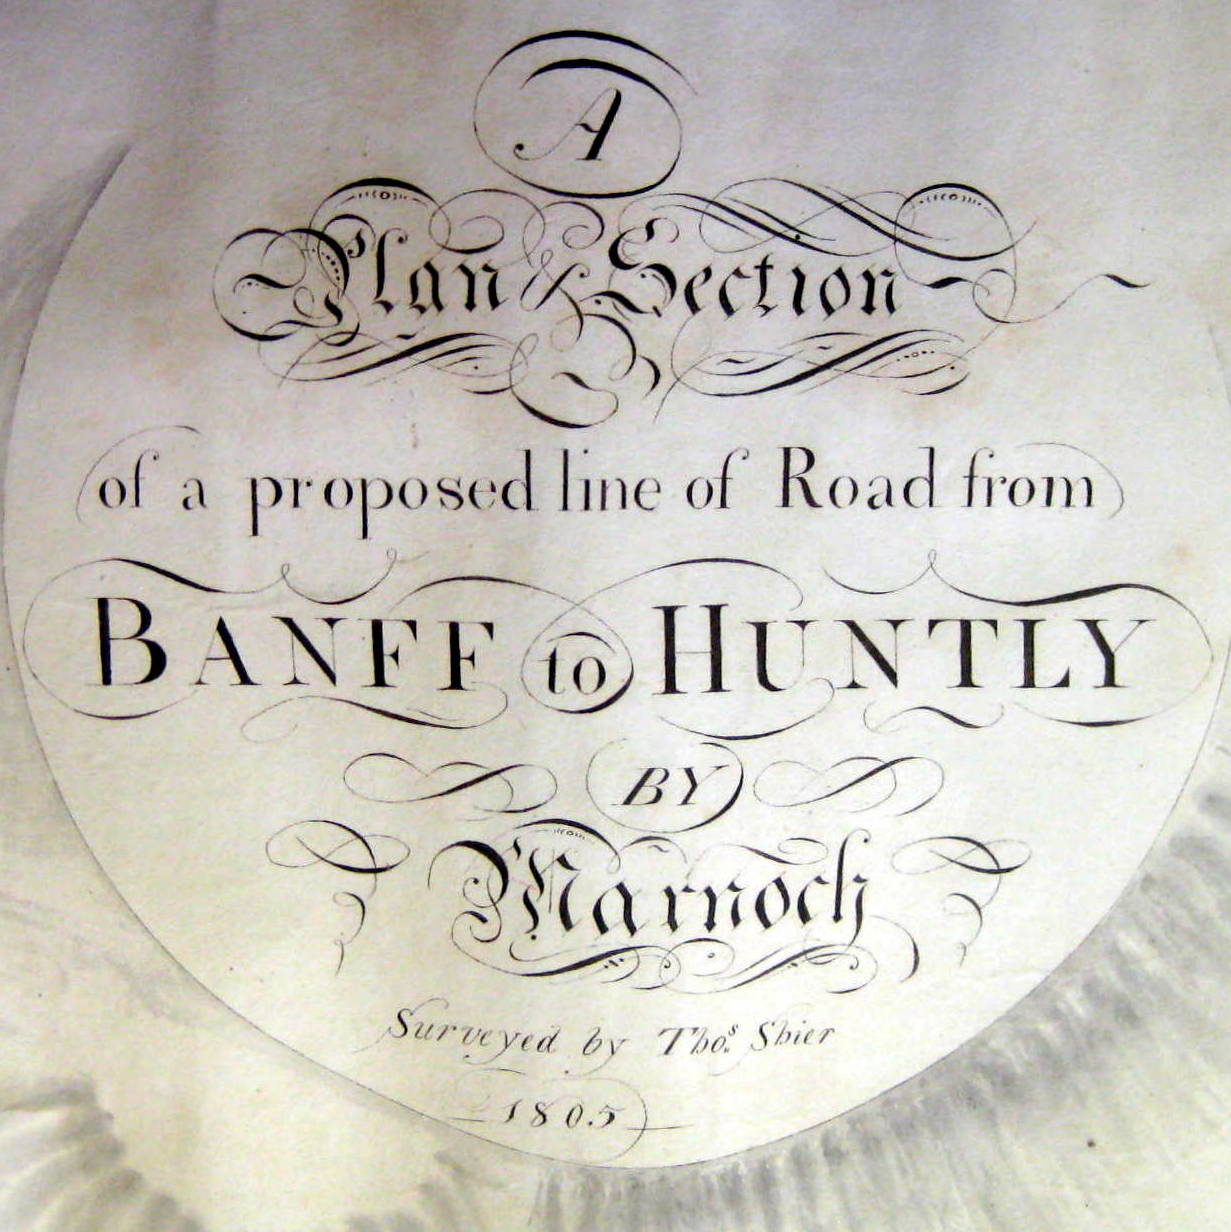 A
Plan & Section
of a proposed line of Road from
BANFF to HUNTLY
BY
Marnoch
Surveyed by Thos. Shier
1805